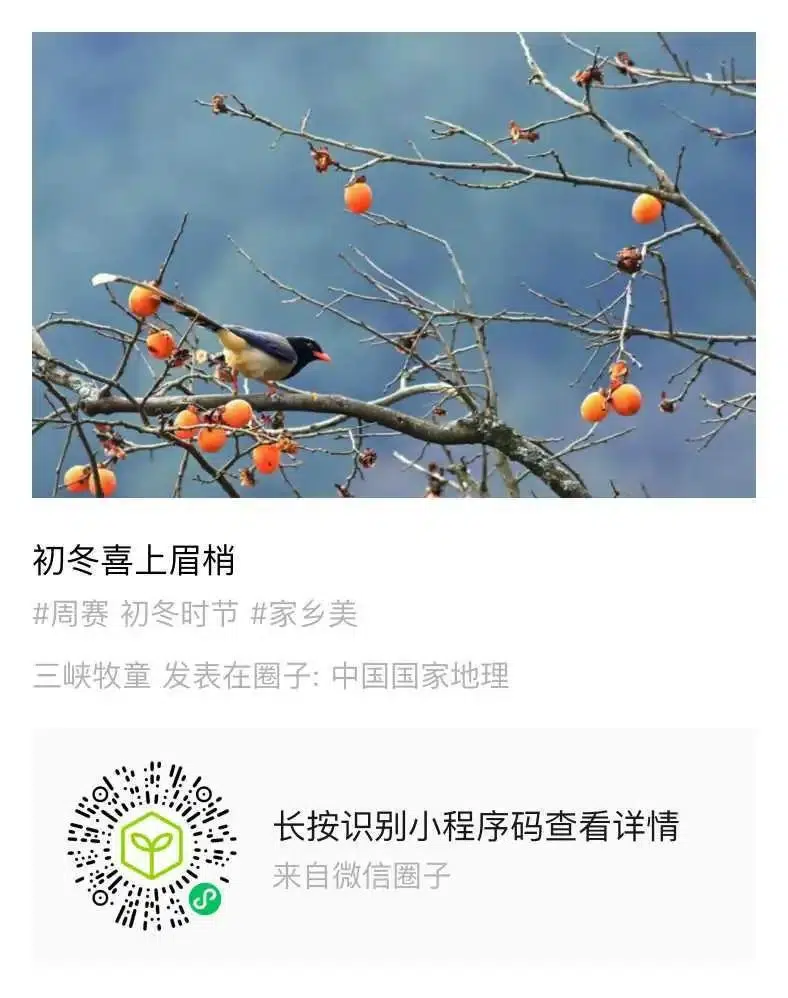 初冬喜上眉梢
#周赛 初冬时节 #家乡美
三峡牧童 发表在圈子: 中国国家地理
长按识别小程序码查看详情
来自微信圈子